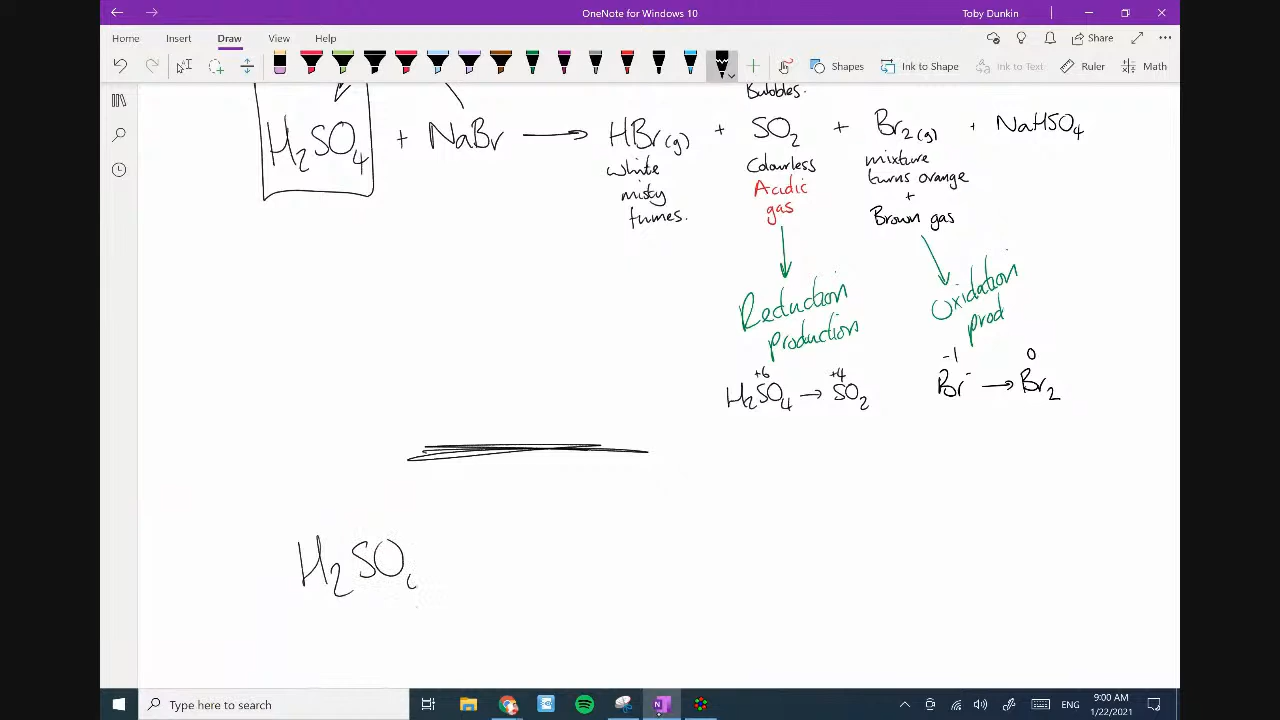 OneNote for Windows 10
Toby Dunkin
Home Insert Draw View Help
Share
Shapes Ink to Shape Ink to Text Ruler Math
Bubbles.
H₂SO₄ + NaBr → HBr(g) + SO₂ + Br₂(g) + NaHSO₄
white
misty
fumes.
Colourless
Acidic
gas
mixture
turns orange
+
Brown gas
Reduction
production
Oxidation
prod
+6 +4
H₂SO₄ → SO₂
-1 0
Br⁻ → Br₂
H₂SO
Type here to search
ENG
9:00 AM
1/22/2021